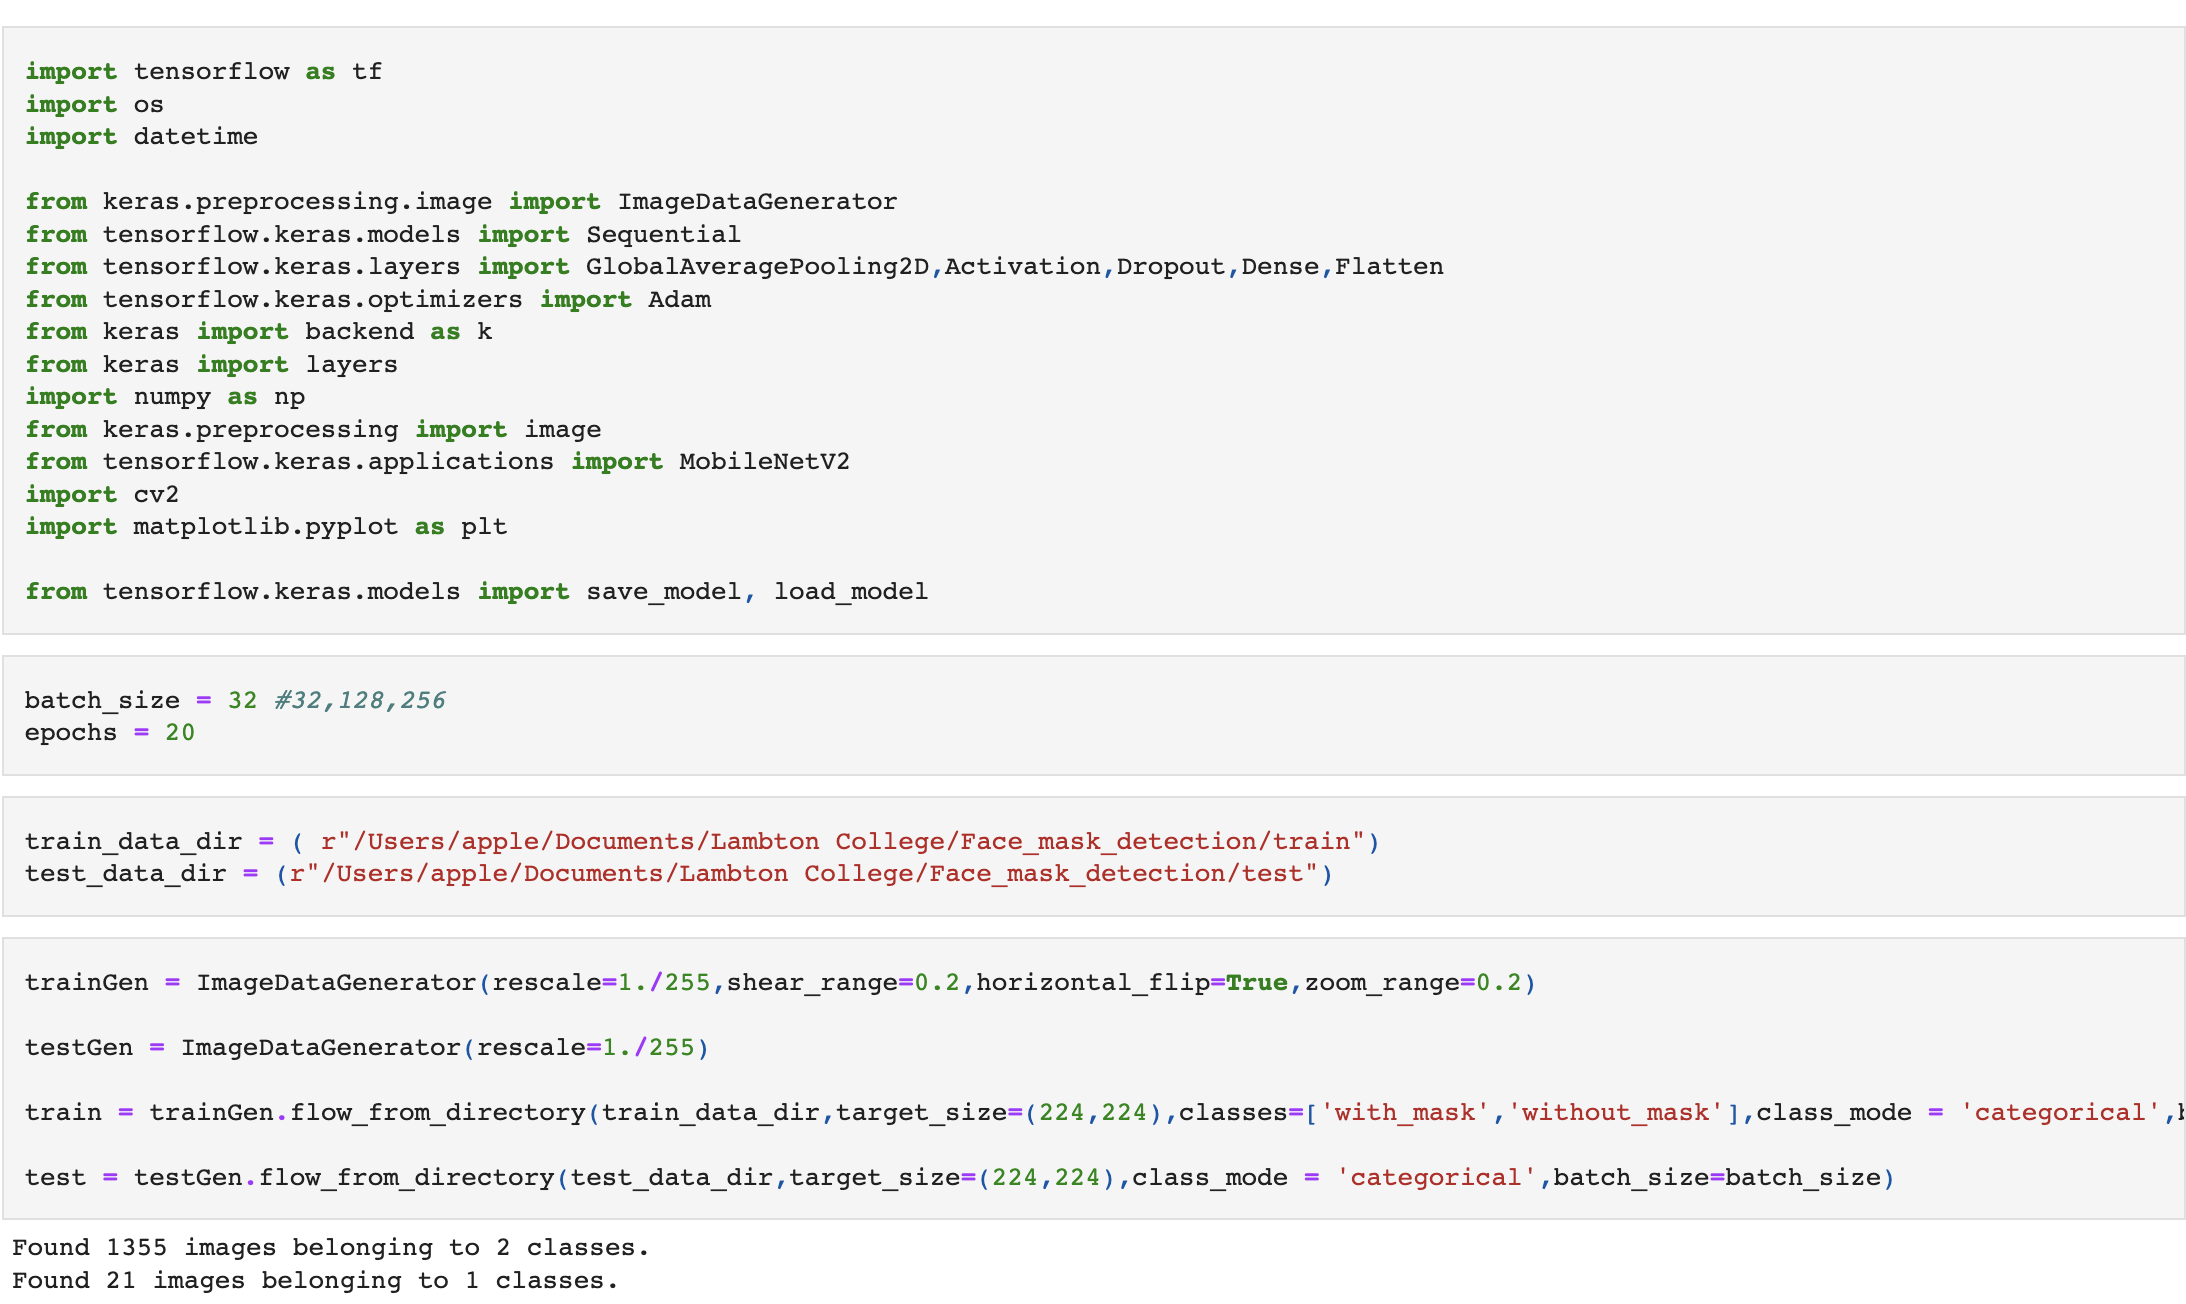 import tensorflow as tf
import os
import datetime
from keras.preprocessing.image import ImageDataGenerator
from tensorflow.keras.models import Sequential
from tensorflow.keras.layers import GlobalAveragePooling2D,Activation,Dropout,Dense,Flatten
from tensorflow.keras.optimizers import Adam
from keras import backend as k
from keras import layers
import numpy as np
from keras.preprocessing import image
from tensorflow.keras.applications import MobileNetV2
import cv2
import matplotlib.pyplot as plt
from tensorflow.keras.models import save_model, load_model
batch_size = 32 #32,128,256
epochs = 20
train_data_dir = ( r"/Users/apple/Documents/Lambton College/Face_mask_detection/train")
test_data_dir = (r"/Users/apple/Documents/Lambton College/Face_mask_detection/test")
trainGen = ImageDataGenerator(rescale=1./255,shear_range=0.2,horizontal_flip=True,zoom_range=0.2)
testGen = ImageDataGenerator(rescale=1./255)
train = trainGen.flow_from_directory(train_data_dir,target_size=(224,224),classes=['with_mask','without_mask'],class_mode = 'categorical',
test = testGen.flow_from_directory(test_data_dir,target_size=(224,224),class_mode = 'categorical',batch_size=batch_size)
Found 1355 images belonging to 2 classes.
Found 21 images belonging to 1 classes.